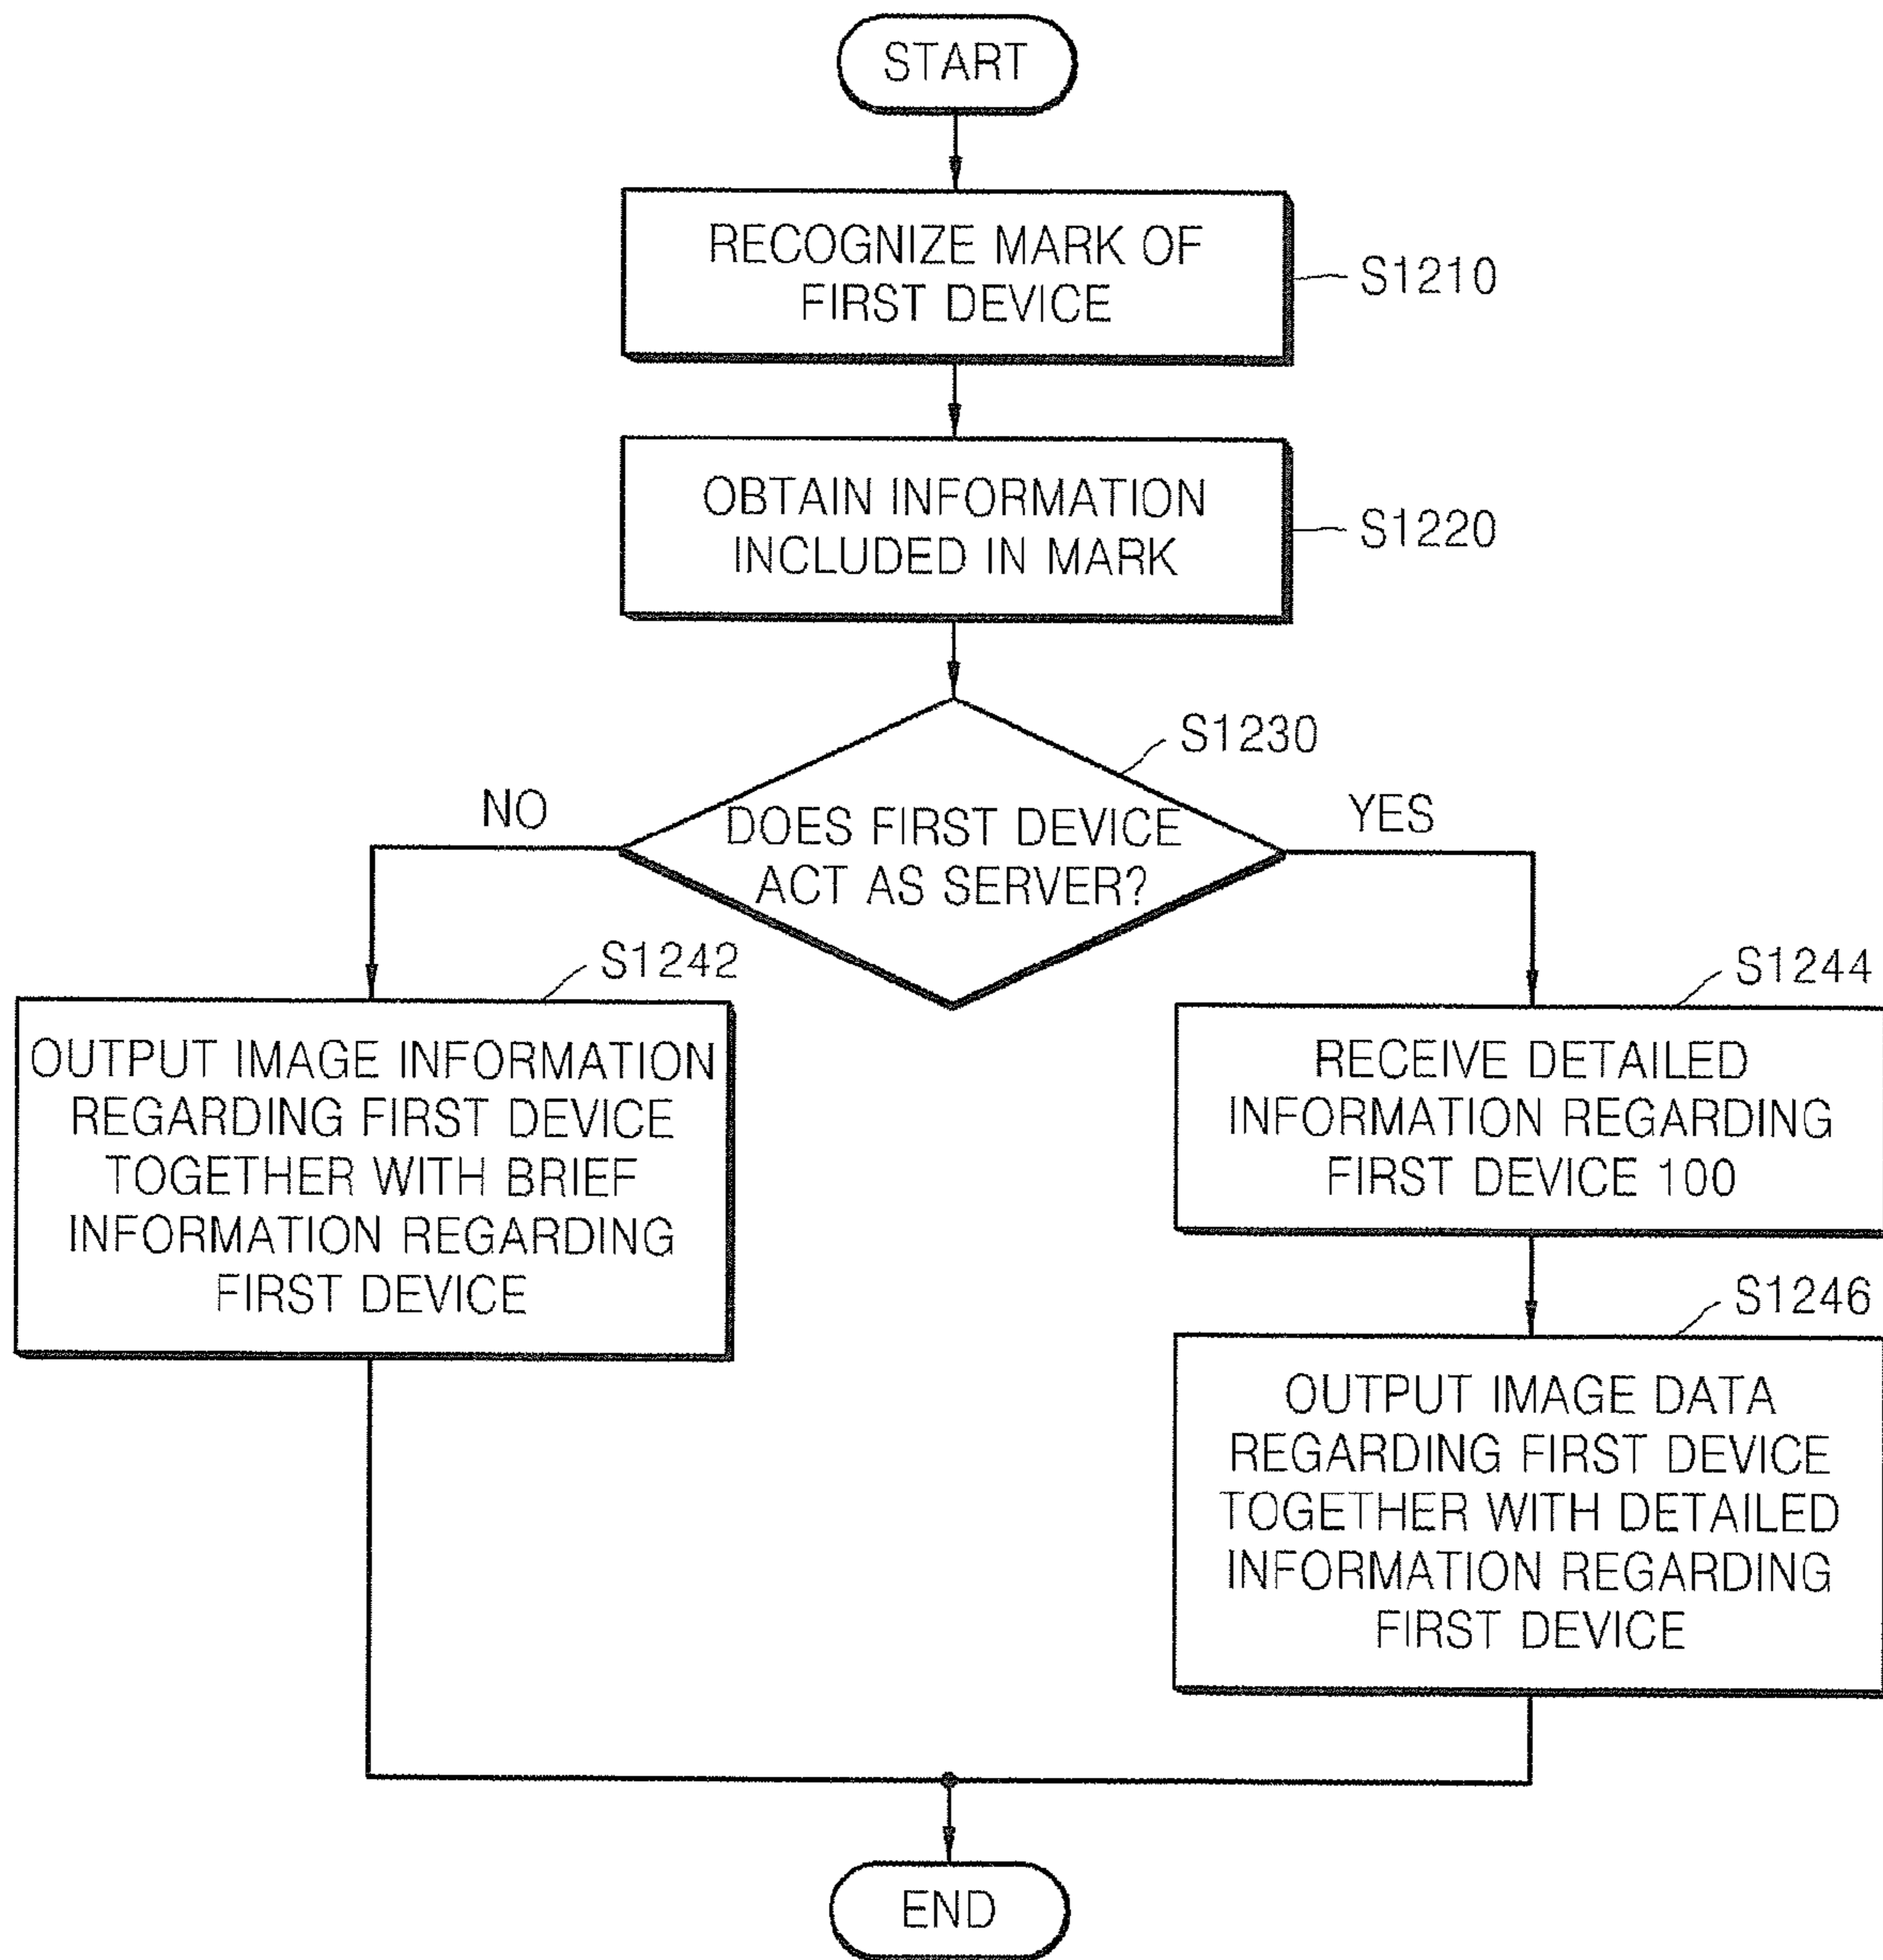 START
RECOGNIZE MARK OF
FIRST DEVICE
S1210
OBTAIN INFORMATION
INCLUDED IN MARK
S1220
S1230
NO
DOES FIRST DEVICE
ACT AS SERVER?
YES
S1242
OUTPUT IMAGE INFORMATION
REGARDING FIRST DEVICE
TOGETHER WITH BRIEF
INFORMATION REGARDING
FIRST DEVICE
S1244
RECEIVE DETAILED
INFORMATION REGARDING
FIRST DEVICE 100
S1246
OUTPUT IMAGE DATA
REGARDING FIRST DEVICE
TOGETHER WITH DETAILED
INFORMATION REGARDING
FIRST DEVICE
END